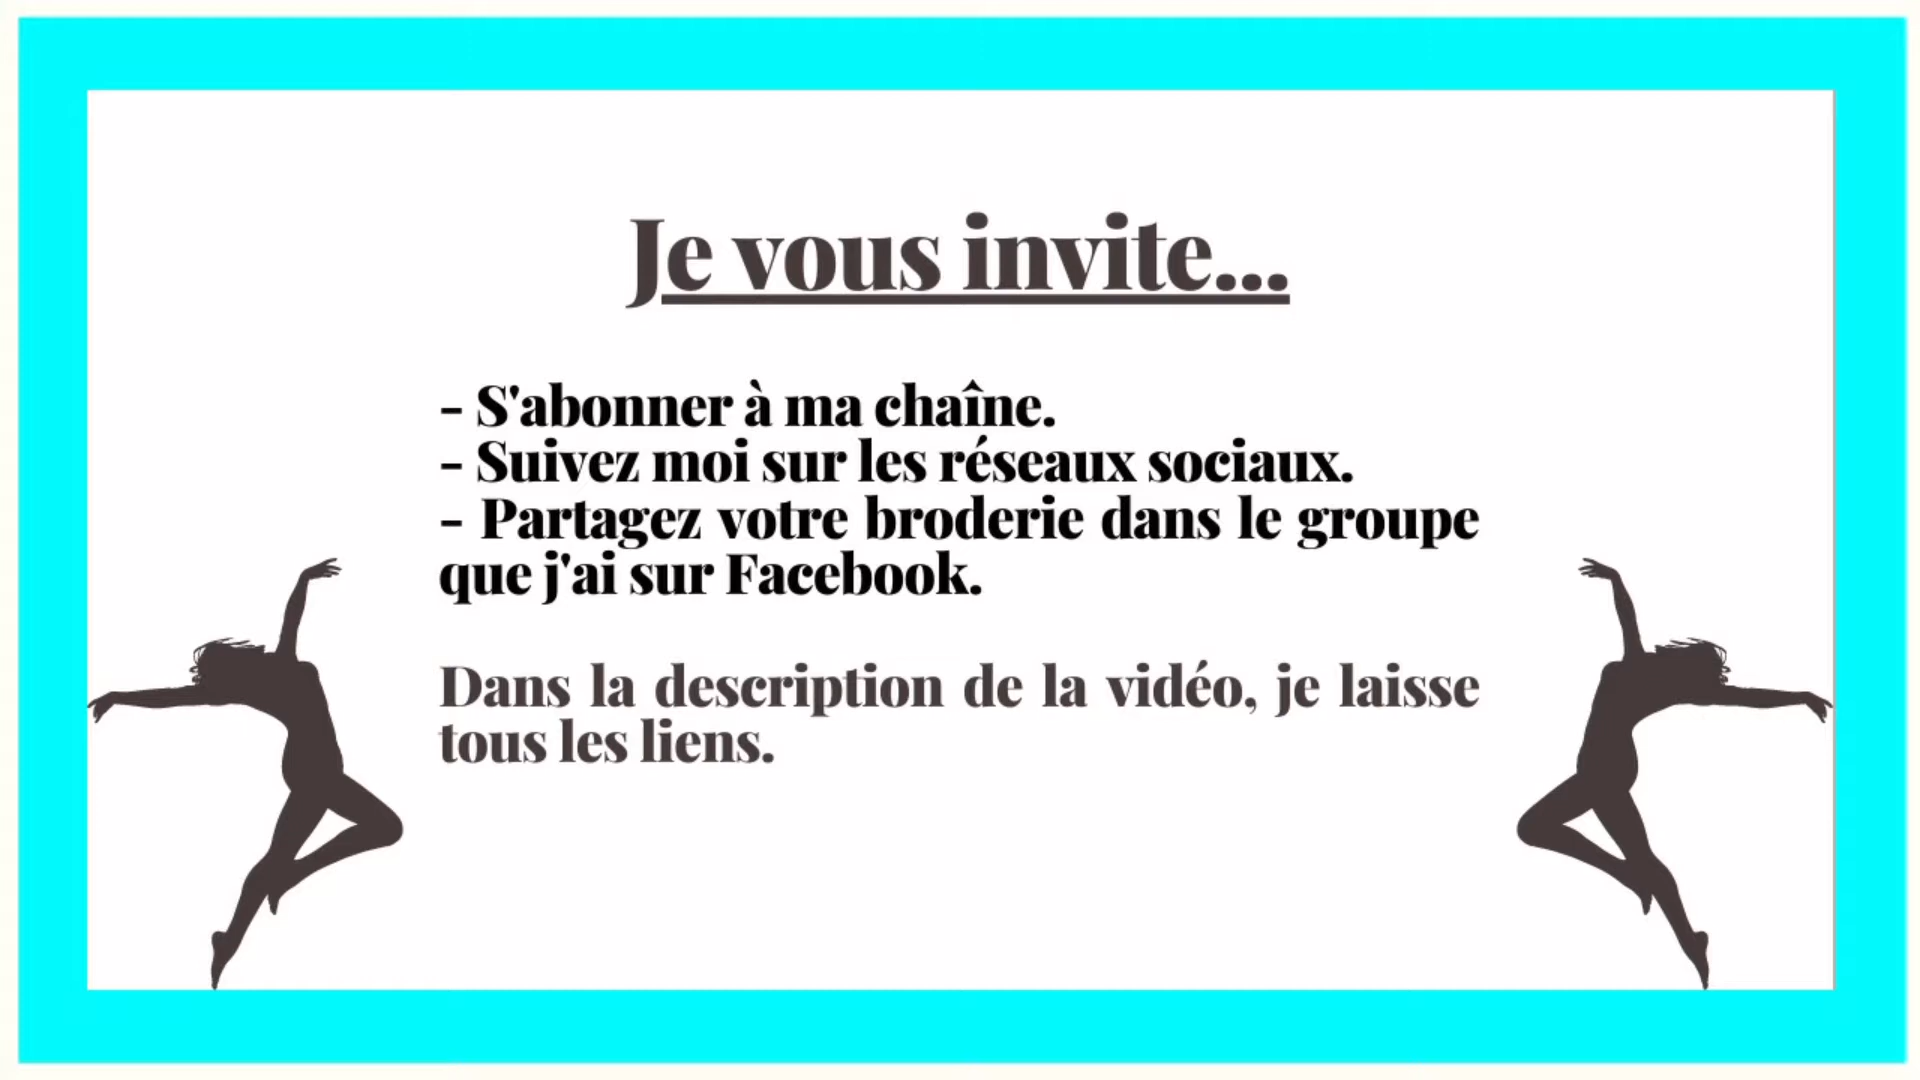 Je vous invite...
- S'abonner à ma chaîne.
- Suivez moi sur les réseaux sociaux.
- Partagez votre broderie dans le groupe
que j'ai sur Facebook.
Dans la description de la vidéo, je laisse
tous les liens.